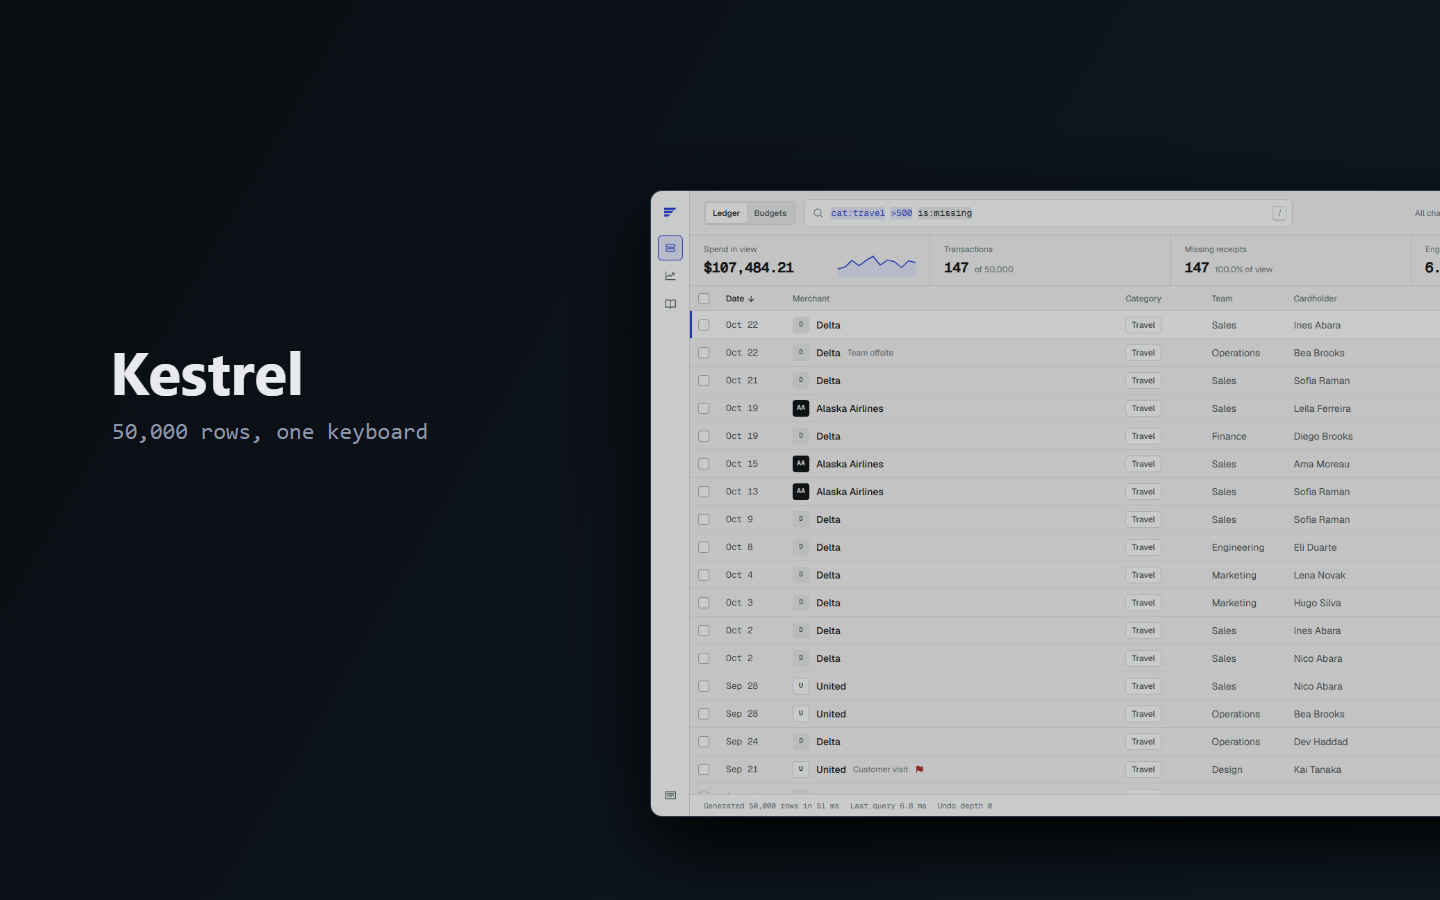 Kestrel
50,000 rows, one keyboard
Ledger Budgets cat:travel >500 is:missing / All cha
Spend in view Transactions Missing receipts Eng
$107,484.21 147 of 50,000 147 100.0% of view 6.
Date ↓ Merchant Category Team Cardholder
Oct 22 D Delta Travel Sales Ines Abara
Oct 22 D Delta Team offsite Travel Operations Bea Brooks
Oct 21 D Delta Travel Sales Sofia Raman
Oct 19 AA Alaska Airlines Travel Sales Leila Ferreira
Oct 19 D Delta Travel Finance Diego Brooks
Oct 15 AA Alaska Airlines Travel Sales Ama Moreau
Oct 13 AA Alaska Airlines Travel Sales Sofia Raman
Oct 9 D Delta Travel Sales Sofia Raman
Oct 8 D Delta Travel Engineering Eli Duarte
Oct 4 D Delta Travel Marketing Lena Novak
Oct 3 D Delta Travel Marketing Hugo Silva
Oct 2 D Delta Travel Sales Ines Abara
Oct 2 D Delta Travel Sales Nico Abara
Sep 28 U United Travel Sales Nico Abara
Sep 28 U United Travel Operations Bea Brooks
Sep 24 D Delta Travel Operations Dev Haddad
Sep 21 U United Customer visit Travel Design Kai Tanaka
Generated 50,000 rows in 51 ms Last query 6.8 ms Undo depth 0